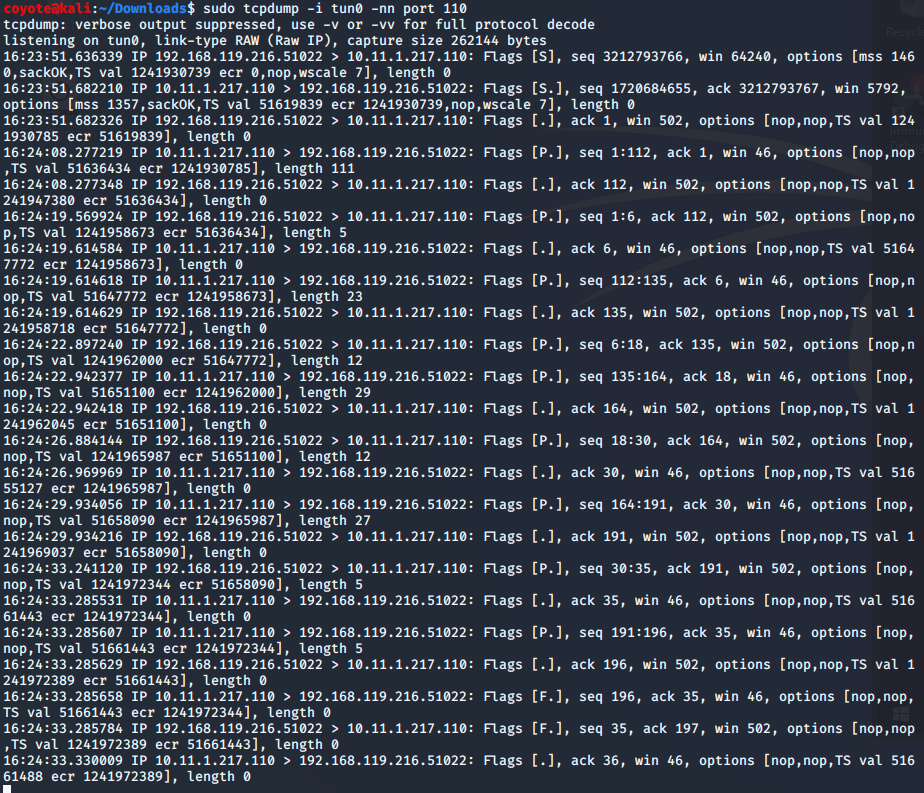 coyote@kali:~/Downloads$ sudo tcpdump -i tun0 -nn port 110
tcpdump: verbose output suppressed, use -v or -vv for full protocol decode
listening on tun0, link-type RAW (Raw IP), capture size 262144 bytes
16:23:51.636339 IP 192.168.119.216.51022 > 10.11.1.217.110: Flags [S], seq 3212793766, win 64240, options [mss 146
0,sackOK,TS val 1241930739 ecr 0,nop,wscale 7], length 0
16:23:51.682210 IP 10.11.1.217.110 > 192.168.119.216.51022: Flags [S.], seq 1720684655, ack 3212793767, win 5792,
options [mss 1357,sackOK,TS val 51619839 ecr 1241930739,nop,wscale 7], length 0
16:23:51.682326 IP 192.168.119.216.51022 > 10.11.1.217.110: Flags [.], ack 1, win 502, options [nop,nop,TS val 124
1930785 ecr 51619839], length 0
16:24:08.277219 IP 10.11.1.217.110 > 192.168.119.216.51022: Flags [P.], seq 1:112, ack 1, win 46, options [nop,nop
,TS val 51636434 ecr 1241930785], length 111
16:24:08.277348 IP 192.168.119.216.51022 > 10.11.1.217.110: Flags [.], ack 112, win 502, options [nop,nop,TS val 1
241947380 ecr 51636434], length 0
16:24:19.569924 IP 192.168.119.216.51022 > 10.11.1.217.110: Flags [P.], seq 1:6, ack 112, win 502, options [nop,no
p,TS val 1241958673 ecr 51636434], length 5
16:24:19.614584 IP 10.11.1.217.110 > 192.168.119.216.51022: Flags [.], ack 6, win 46, options [nop,nop,TS val 5164
7772 ecr 1241958673], length 0
16:24:19.614618 IP 10.11.1.217.110 > 192.168.119.216.51022: Flags [P.], seq 112:135, ack 6, win 46, options [nop,n
op,TS val 51647772 ecr 1241958673], length 23
16:24:19.614629 IP 192.168.119.216.51022 > 10.11.1.217.110: Flags [.], ack 135, win 502, options [nop,nop,TS val 1
241958718 ecr 51647772], length 0
16:24:22.897240 IP 192.168.119.216.51022 > 10.11.1.217.110: Flags [P.], seq 6:18, ack 135, win 502, options [nop,n
op,TS val 1241962000 ecr 51647772], length 12
16:24:22.942377 IP 10.11.1.217.110 > 192.168.119.216.51022: Flags [P.], seq 135:164, ack 18, win 46, options [nop,
nop,TS val 51651100 ecr 1241962000], length 29
16:24:22.942418 IP 192.168.119.216.51022 > 10.11.1.217.110: Flags [.], ack 164, win 502, options [nop,nop,TS val 1
241962045 ecr 51651100], length 0
16:24:26.884144 IP 192.168.119.216.51022 > 10.11.1.217.110: Flags [P.], seq 18:30, ack 164, win 502, options [nop,
nop,TS val 1241965987 ecr 51651100], length 12
16:24:26.969969 IP 10.11.1.217.110 > 192.168.119.216.51022: Flags [.], ack 30, win 46, options [nop,nop,TS val 516
55127 ecr 1241965987], length 0
16:24:29.934056 IP 10.11.1.217.110 > 192.168.119.216.51022: Flags [P.], seq 164:191, ack 30, win 46, options [nop,
nop,TS val 51658090 ecr 1241965987], length 27
16:24:29.934216 IP 192.168.119.216.51022 > 10.11.1.217.110: Flags [.], ack 191, win 502, options [nop,nop,TS val 1
241969037 ecr 51658090], length 0
16:24:33.241120 IP 192.168.119.216.51022 > 10.11.1.217.110: Flags [P.], seq 30:35, ack 191, win 502, options [nop,
nop,TS val 1241972344 ecr 51658090], length 5
16:24:33.285531 IP 10.11.1.217.110 > 192.168.119.216.51022: Flags [.], ack 35, win 46, options [nop,nop,TS val 516
61443 ecr 1241972344], length 0
16:24:33.285607 IP 10.11.1.217.110 > 192.168.119.216.51022: Flags [P.], seq 191:196, ack 35, win 46, options [nop,
nop,TS val 51661443 ecr 1241972344], length 5
16:24:33.285629 IP 192.168.119.216.51022 > 10.11.1.217.110: Flags [.], ack 196, win 502, options [nop,nop,TS val 1
241972389 ecr 51661443], length 0
16:24:33.285658 IP 10.11.1.217.110 > 192.168.119.216.51022: Flags [F.], seq 196, ack 35, win 46, options [nop,nop,
TS val 51661443 ecr 1241972344], length 0
16:24:33.285784 IP 192.168.119.216.51022 > 10.11.1.217.110: Flags [F.], seq 35, ack 197, win 502, options [nop,nop
,TS val 1241972389 ecr 51661443], length 0
16:24:33.330009 IP 10.11.1.217.110 > 192.168.119.216.51022: Flags [.], ack 36, win 46, options [nop,nop,TS val 516
61488 ecr 1241972389], length 0